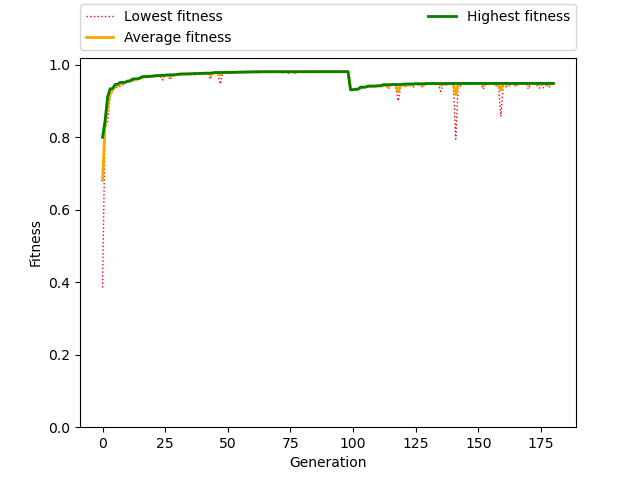 Lowest fitness
Average fitness
Highest fitness
1.0
0.8
0.6
0.4
0.2
0.0
Fitness
0 25 50 75 100 125 150 175
Generation